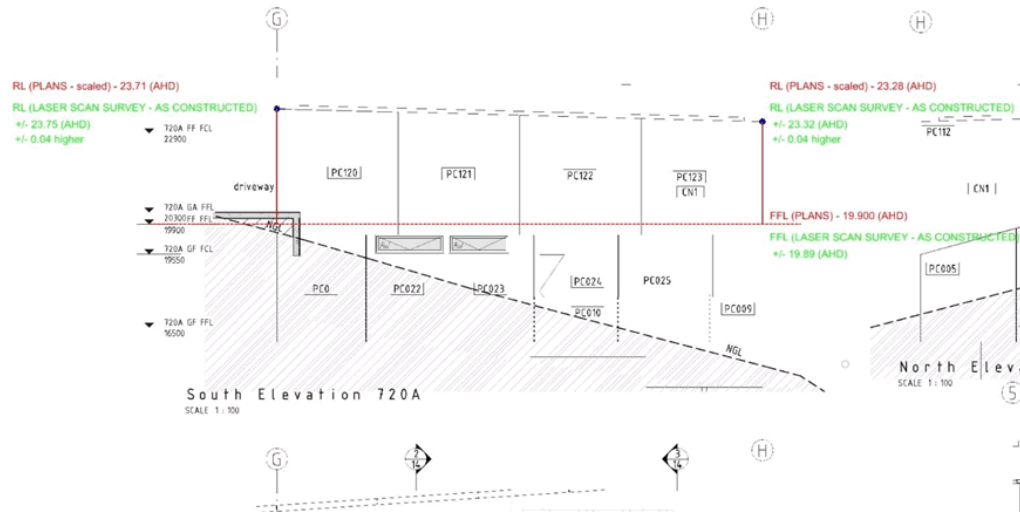 G
H
H
RL (PLANS - scaled) - 23.71 (AHD)
RL (LASER SCAN SURVEY - AS CONSTRUCTED)
+/- 23.75 (AHD)
+/- 0.04 higher
RL (PLANS - scaled) - 23.28 (AHD)
RL (LASER SCAN SURVEY - AS CONSTRUCTED)
+/- 23.32 (AHD)
+/- 0.04 higher
720A FF FCL
22900
PC112
PC120
PC121
PC122
PC123
CN1
CN1
driveway
720A GA FFL
20300 FF FFL
19900
NGL
FFL (PLANS) - 19.900 (AHD)
FFL (LASER SCAN SURVEY - AS CONSTRUCTED)
+/- 19.89 (AHD)
720A GF FCL
19550
PC0
PC022
PC023
PC024
PC010
PC025
PC009
PC005
720A GF FFL
16500
NGL
South Elevation 720A
SCALE 1 : 100
North Elev
SCALE 1 : 100
5
G
2
14
3
14
H